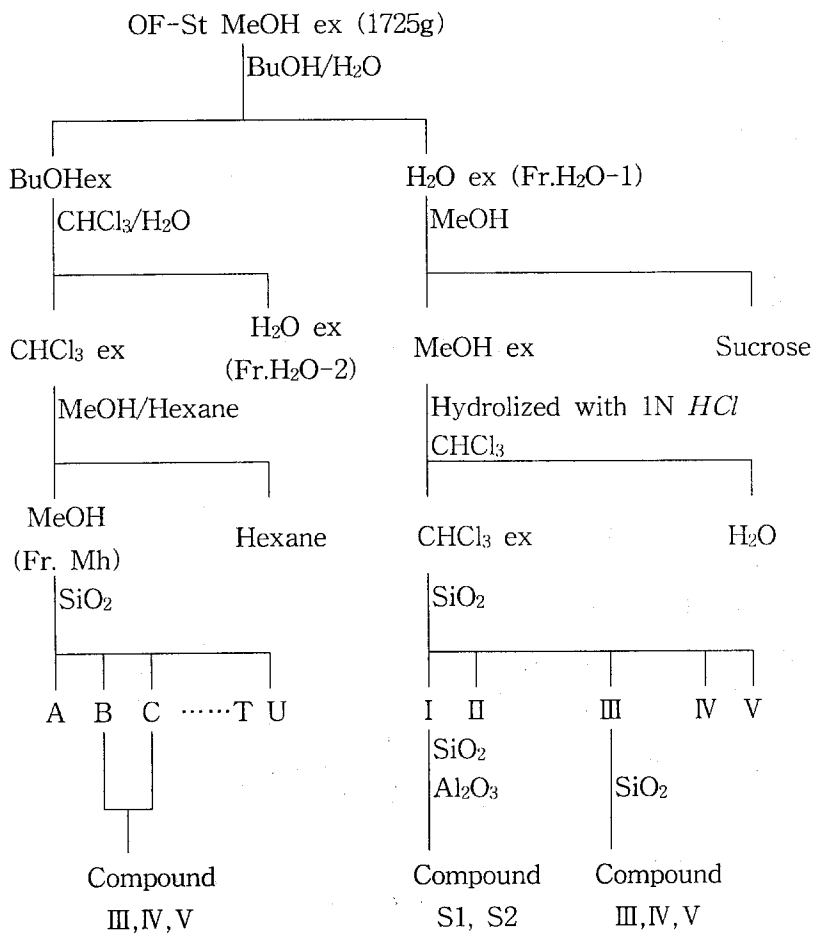 OF-St MeOH ex (1725g)
BuOH/H₂O
BuOHex
H₂O ex (Fr.H₂O-1)
CHCl₃/H₂O
MeOH
CHCl₃ ex
H₂O ex
(Fr.H₂O-2)
MeOH ex
Sucrose
MeOH/Hexane
Hydrolized with 1N HCl
CHCl₃
MeOH
(Fr. Mh)
Hexane
CHCl₃ ex
H₂O
SiO₂
SiO₂
A B C ······T U
Ⅰ Ⅱ Ⅲ Ⅳ Ⅴ
SiO₂
Al₂O₃
SiO₂
Compound
Ⅲ,Ⅳ,Ⅴ
Compound
S1, S2
Compound
Ⅲ,Ⅳ,Ⅴ